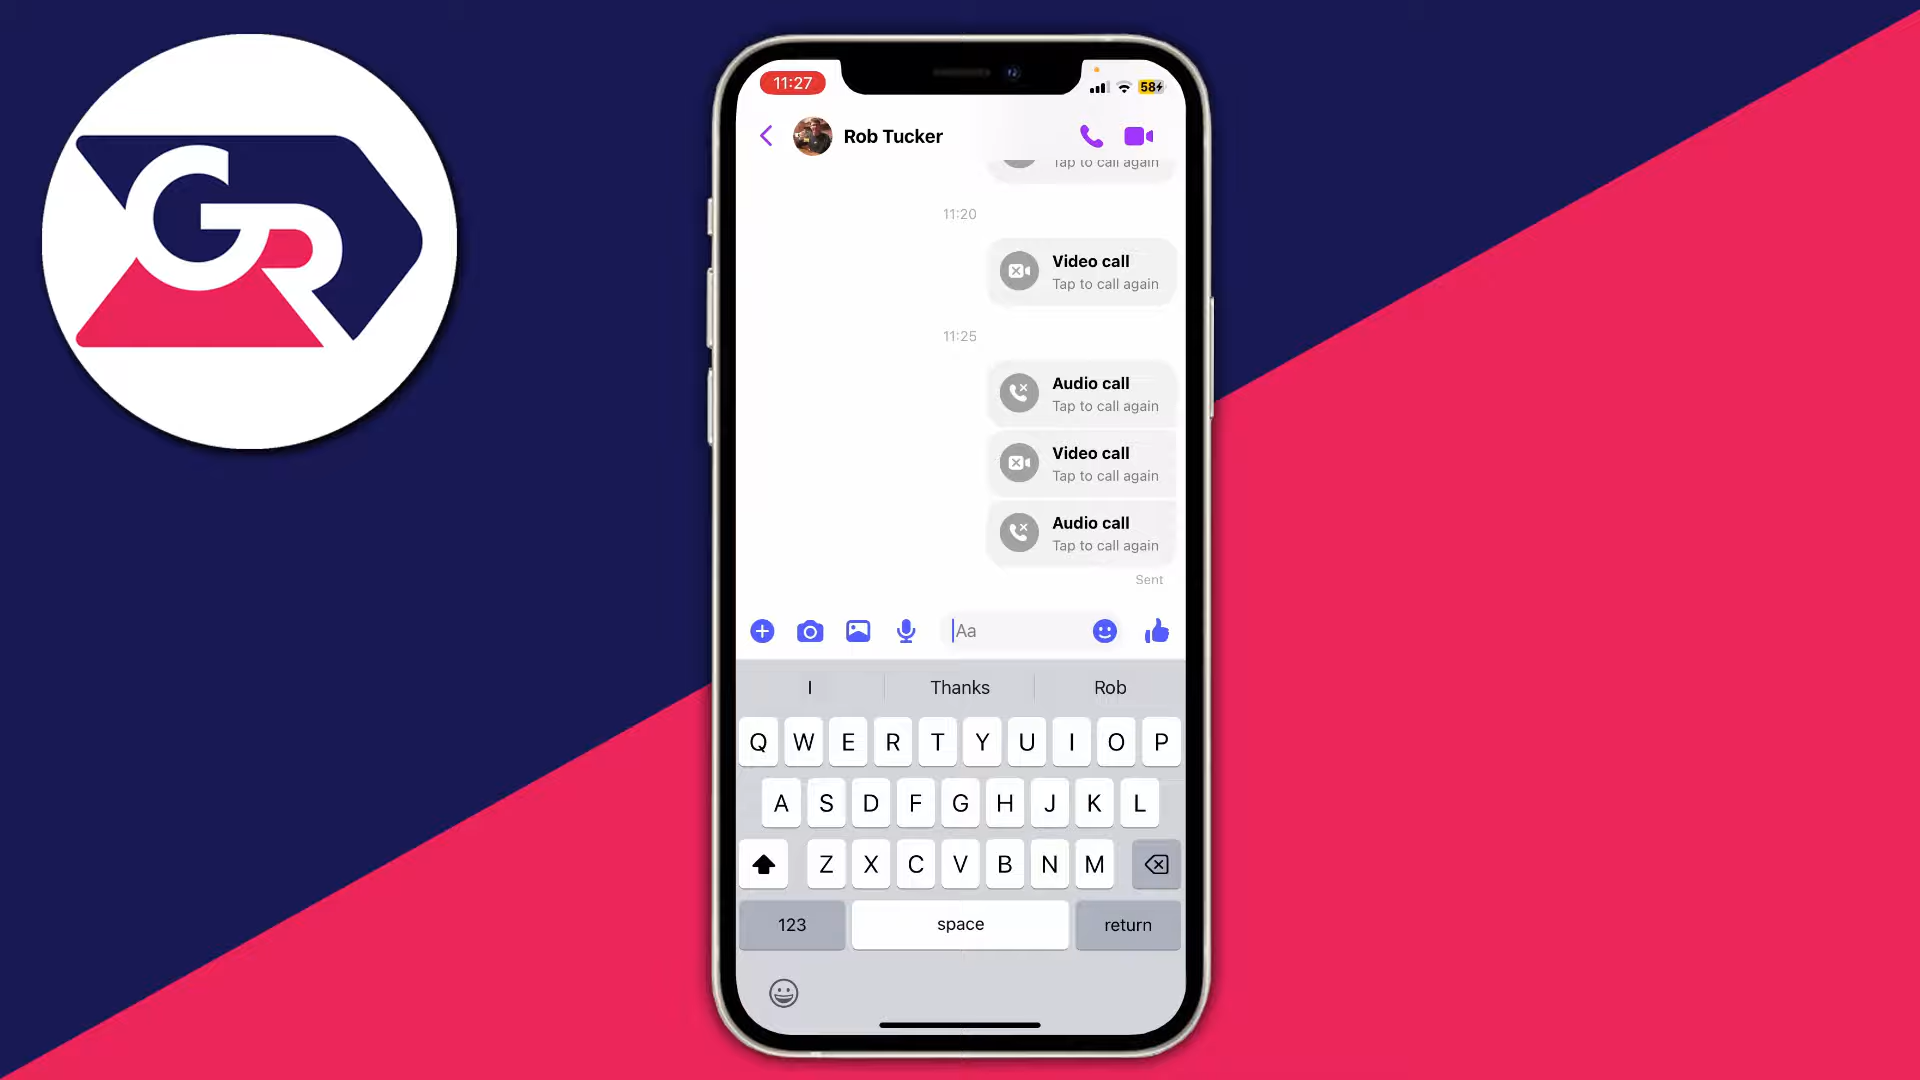 GR
11:27
58
Rob Tucker
Tap to call again
11:20
Video call
Tap to call again
11:25
Audio call
Tap to call again
Video call
Tap to call again
Audio call
Tap to call again
Sent
Aa
I Thanks Rob
Q W E R T Y U I O P
A S D F G H J K L
Z X C V B N M
123 space return